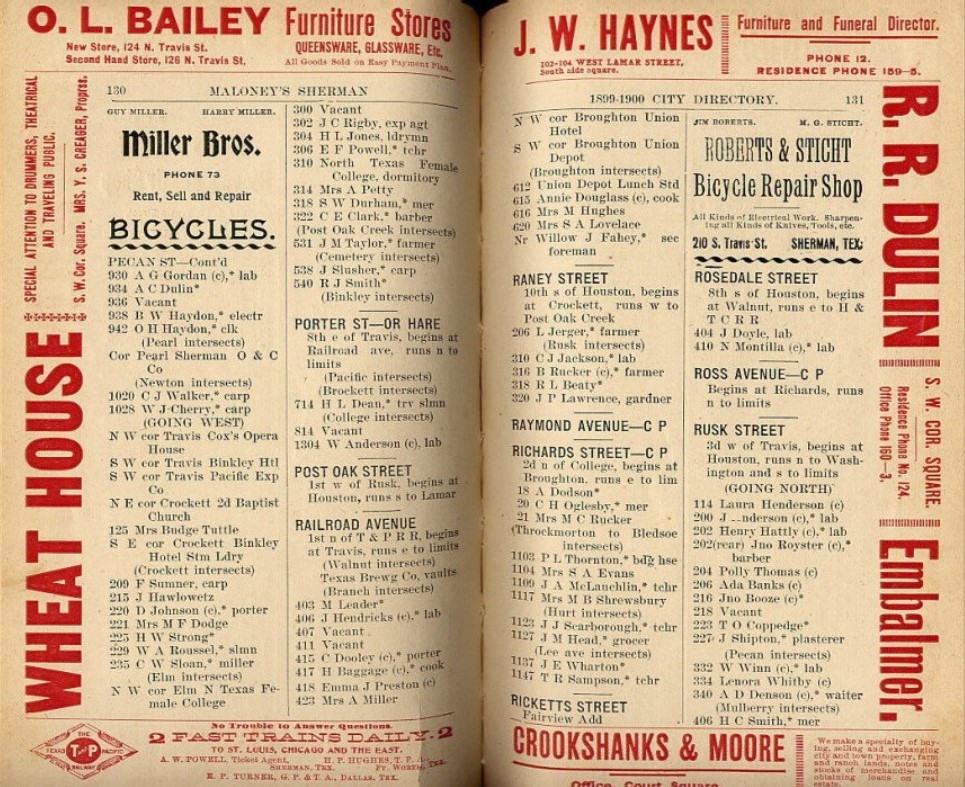 O. L. BAILEY Furniture Stores
New Store, 124 N. Travis St.
Second Hand Store, 126 N. Travis St.
QUEENSWARE, GLASSWARE, Etc.
All Goods Sold on Easy Payment Plan.
SPECIAL ATTENTION TO DRUMMERS, THEATRICAL
AND TRAVELING PUBLIC.
S. W. Cor. Square. MRS. Y. S. CREAGER, Proprss.
WHEAT HOUSE
130 MALONEY'S SHERMAN
GUY MILLER. HARRY MILLER.
Miller Bros.
PHONE 73
Rent, Sell and Repair
BICYCLES.
PECAN ST—Cont'd
930 A G Gordan (c),* lab
934 A C Dulin*
936 Vacant
938 B W Haydon,* electr
942 O H Haydon,* clk
(Pearl intersects)
Cor Pearl Sherman O & C
Co
(Newton intersects)
1020 C J Walker,* carp
1028 W J Cherry,* carp
(GOING WEST)
N W cor Travis Cox's Opera
House
S W cor Travis Binkley Htl
S W cor Travis Pacific Exp
Co
N E cor Crockett 2d Baptist
Church
125 Mrs Budge Tuttle
S E cor Crockett Binkley
Hotel Stm Ldry
(Crockett intersects)
209 F Sumner, carp
215 J Hawlowetz
220 D Johnson (c),* porter
221 Mrs M F Dodge
225 H W Strong*
229 W A Roussel,* slmn
235 C W Sloan,* miller
(Elm intersects)
N W cor Elm N Texas Fe-
male College
300 Vacant
302 J C Rigby, exp agt
304 H L Jones, ldrymn
306 E F Powell,* tchr
310 North Texas Female
College, dormitory
314 Mrs A Petty
318 S W Durham,* mer
322 C E Clark,* barber
(Post Oak Creek intersects)
531 J M Taylor,* farmer
(Cemetery intersects)
538 J Slusher,* carp
540 R J Smith*
(Binkley intersects)
PORTER ST—OR HARE
8th e of Travis, begins at
Railroad ave, runs n to
limits
(Pacific intersects)
(Brockett intersects)
714 H L Dean,* trv slmn
(College intersects)
814 Vacant
1304 W Anderson (c), lab
POST OAK STREET
1st w of Rusk, begins at
Houston, runs s to Lamar
RAILROAD AVENUE
1st n of T & P R R, begins
at Travis, runs e to limits
(Walnut intersects)
Texas Brewg Co, vaults
(Branch intersects)
403 M Leader*
406 J Hendricks (c),* lab
407 Vacant
411 Vacant
415 C Dooley (c),* porter
417 H Baggage (c),* cook
418 Emma J Preston (c)
423 Mrs A Miller
THE
TEXAS T AND P PACIFIC
RAILWAY
No Trouble to Answer Questions.
2 FAST TRAINS DAILY. 2
TO ST. LOUIS, CHICAGO AND THE EAST.
A. W. POWELL, Ticket Agent, H. P. HUGHES, T. P. A.
SHERMAN, TEX. FT. WORTH, TEX.
E. P. TURNER, G. P. & T. A., DALLAS, TEX.
J. W. HAYNES
102-104 WEST LAMAR STREET,
South side square.
Furniture and Funeral Director.
PHONE 12.
RESIDENCE PHONE 159-5.
1899-1900 CITY DIRECTORY. 131
N W cor Broughton Union
Hotel
S W cor Broughton Union
Depot
(Broughton intersects)
612 Union Depot Lunch Std
615 Annie Douglass (c), cook
616 Mrs M Hughes
620 Mrs S A Lovelace
Nr Willow J Fahey,* sec
foreman
RANEY STREET
10th s of Houston, begins
at Crockett, runs w to
Post Oak Creek
206 L Jerger,* farmer
(Rusk intersects)
310 C J Jackson,* lab
316 B Rucker (c),* farmer
318 R L Beaty*
320 J P Lawrence, gardner
RAYMOND AVENUE—C P
RICHARDS STREET—C P
2d n of College, begins at
Broughton, runs e to lim
18 A Dodson*
20 C H Oglesby,* mer
21 Mrs M C Rucker
(Throckmorton to Bledsoe
intersects)
1103 P L Thornton,* bdg hse
1104 Mrs S A Evans
1109 J A McLauchlin,* tchr
1117 Mrs M B Shrewsbury
(Hurt intersects)
1123 J J Scarborough,* tchr
1127 J M Head,* grocer
(Lee ave intersects)
1137 J E Wharton*
1147 T R Sampson,* tchr
RICKETTS STREET
Fairview Add
JIM ROBERTS. M. G. STICHT.
ROBERTS & STICHT
Bicycle Repair Shop
All Kinds of Electrical Work. Sharpen-
ing all Kinds of Knives, Tools, etc.
210 S. Travis St. SHERMAN, TEX.
ROSEDALE STREET
8th s of Houston, begins
at Walnut, runs e to H &
T C R R
404 J Doyle, lab
410 N Montilla (c),* lab
ROSS AVENUE—C P
Begins at Richards, runs
n to limits
RUSK STREET
3d w of Travis, begins at
Houston, runs n to Wash-
ington and s to limits
(GOING NORTH)
114 Laura Henderson (c)
200 J nderson (c),* lab
202 Henry Hattly (c),* lab
202(rear) Jno Royster (c),*
barber
204 Polly Thomas (c)
206 Ada Banks (c)
216 Jno Booze (c)*
218 Vacant
223 T O Coppedge*
227 J Shipton,* plasterer
(Pecan intersects)
332 W Winn (c),* lab
334 Lenora Whitby (c)
340 A D Denson (c),* waiter
(Mulberry intersects)
406 H C Smith,* mer
R. R. DULIN
S. W. COR. SQUARE.
Residence Phone No. 124.
Office Phone 160-3.
Embalmer.
CROOKSHANKS & MOORE
Office, Court Square
We make a specialty of buy-
ing, selling and exchanging
city and town property, farm
and ranch lands, notes and
stocks of merchandise and
obtaining loans on real
estate.